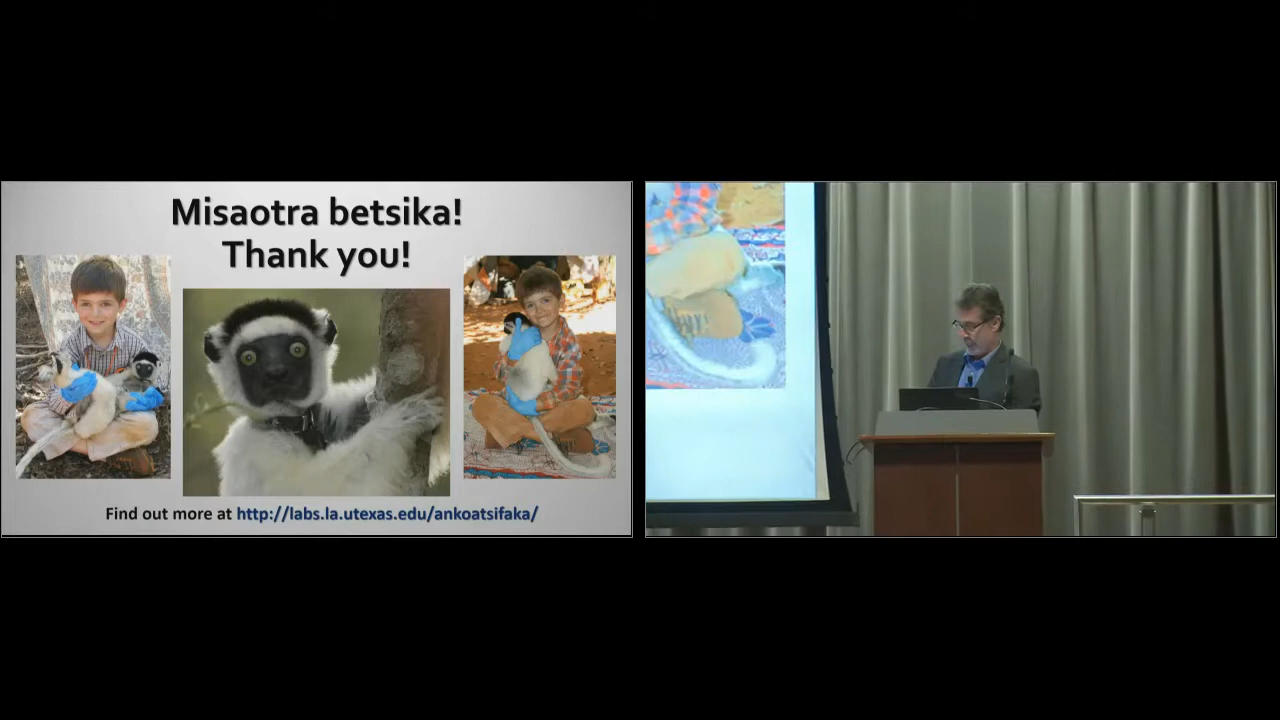 Misaotra betsika!
Thank you!
Find out more at http://labs.la.utexas.edu/ankoatsifaka/